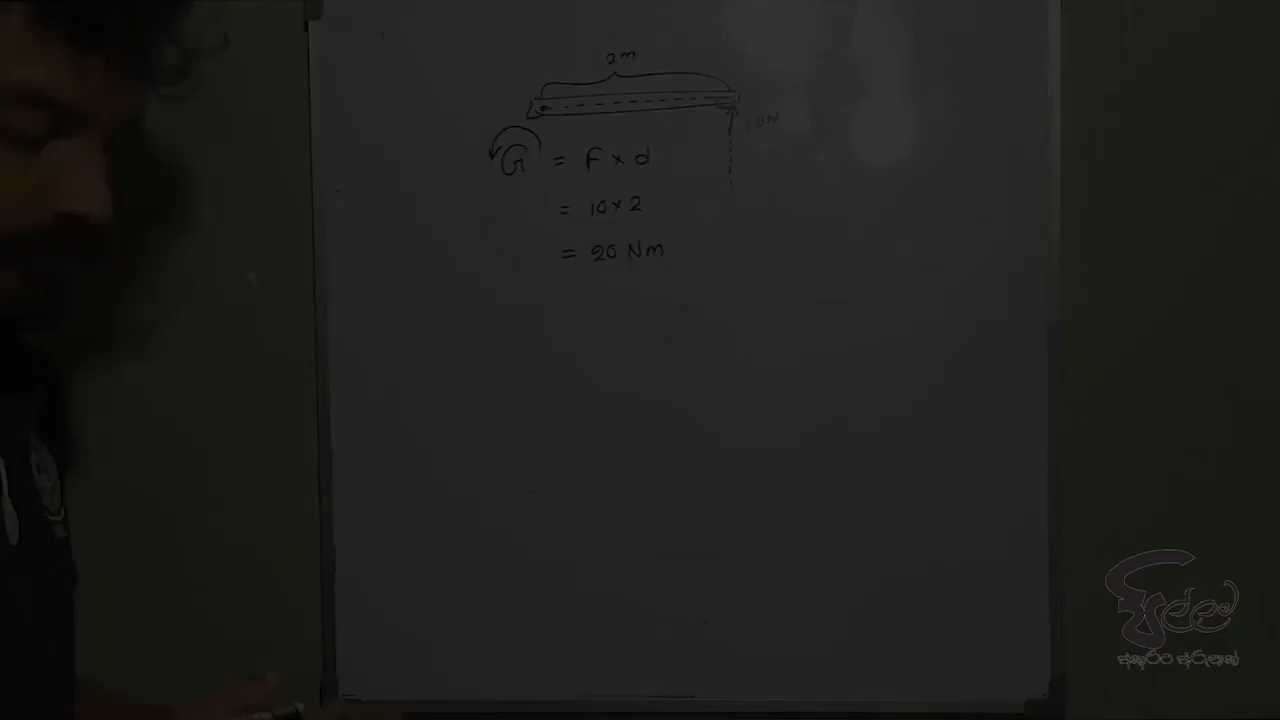 2m
10N
G = F x d
= 10 x 2
= 20 Nm